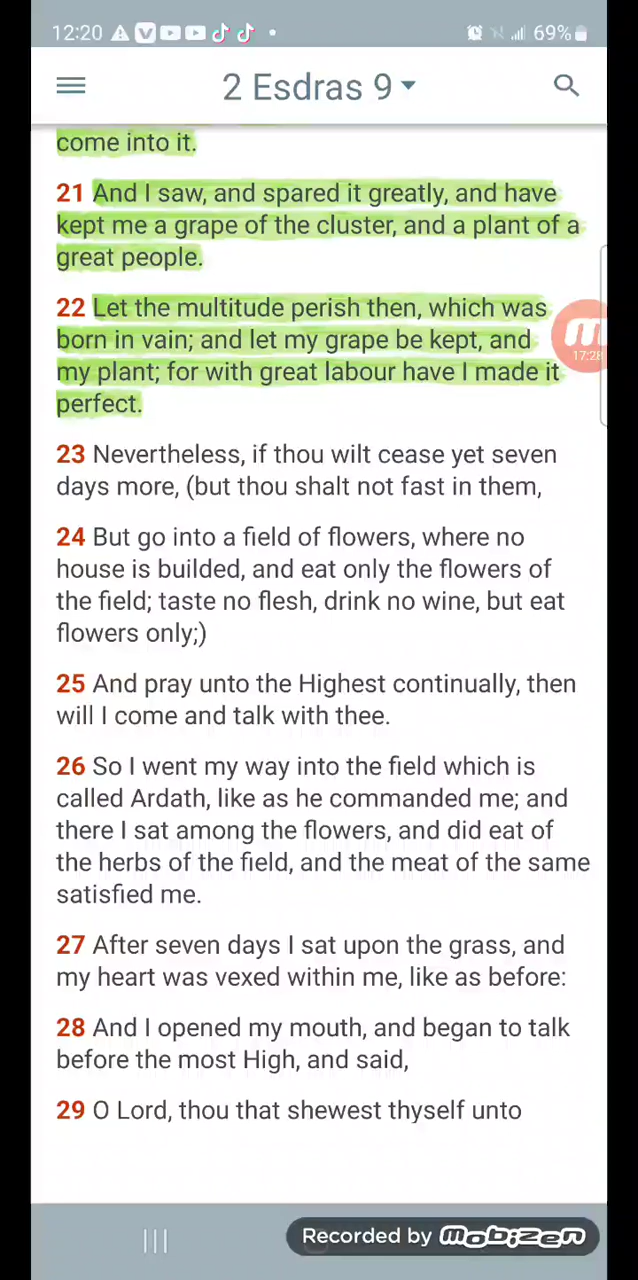 12:20
69%
2 Esdras 9
come into it.
21 And I saw, and spared it greatly, and have
kept me a grape of the cluster, and a plant of a
great people.
22 Let the multitude perish then, which was
born in vain; and let my grape be kept, and
my plant; for with great labour have I made it
perfect.
17:28
23 Nevertheless, if thou wilt cease yet seven
days more, (but thou shalt not fast in them,
24 But go into a field of flowers, where no
house is builded, and eat only the flowers of
the field; taste no flesh, drink no wine, but eat
flowers only;)
25 And pray unto the Highest continually, then
will I come and talk with thee.
26 So I went my way into the field which is
called Ardath, like as he commanded me; and
there I sat among the flowers, and did eat of
the herbs of the field, and the meat of the same
satisfied me.
27 After seven days I sat upon the grass, and
my heart was vexed within me, like as before:
28 And I opened my mouth, and began to talk
before the most High, and said,
29 O Lord, thou that shewest thyself unto
Recorded by mobizen